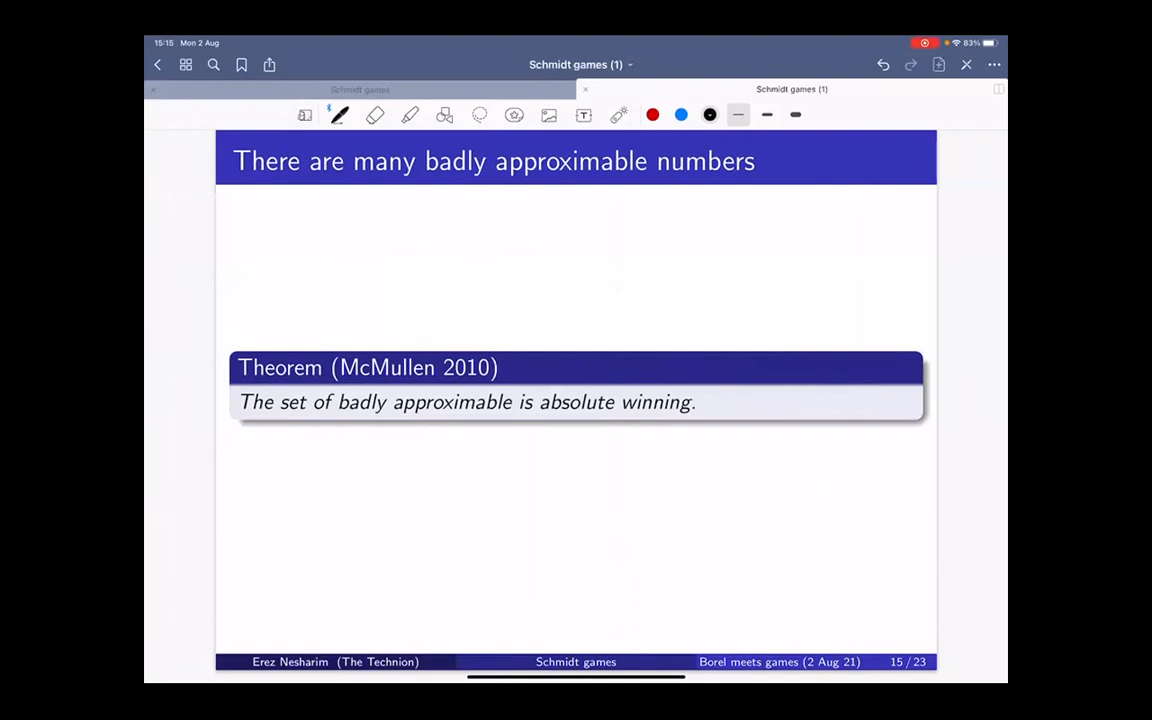 15:15 Mon 2 Aug
83%
Schmidt games (1)
Schmidt games
Schmidt games (1)
T
There are many badly approximable numbers
Theorem (McMullen 2010)
The set of badly approximable is absolute winning.
Erez Nesharim (The Technion) Schmidt games Borel meets games (2 Aug 21) 15 / 23